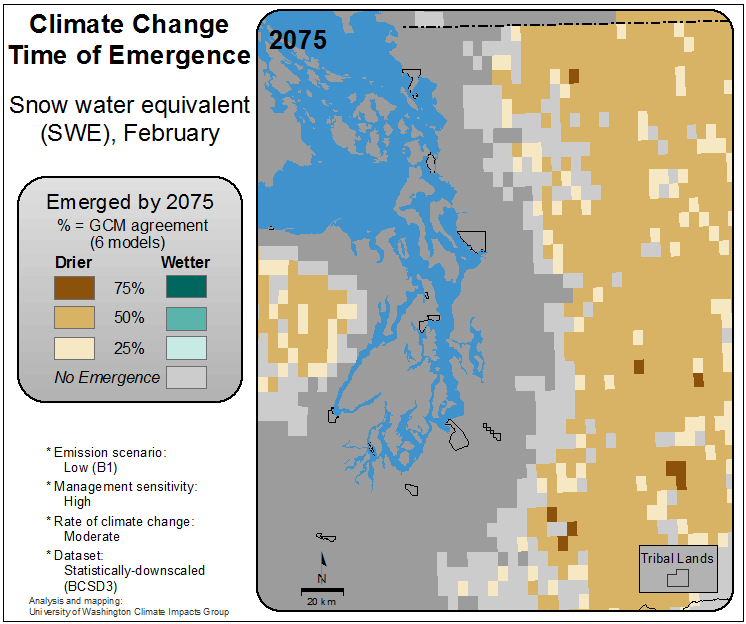 Climate Change
Time of Emergence
Snow water equivalent
(SWE), February
Emerged by 2075
% = GCM agreement
(6 models)
Drier Wetter
75%
50%
25%
No Emergence
* Emission scenario:
Low (B1)
* Management sensitivity:
High
* Rate of climate change:
Moderate
* Dataset:
Statistically-downscaled
(BCSD3)
Analysis and mapping:
University of Washington Climate Impacts Group
2075
N
20 km
Tribal Lands